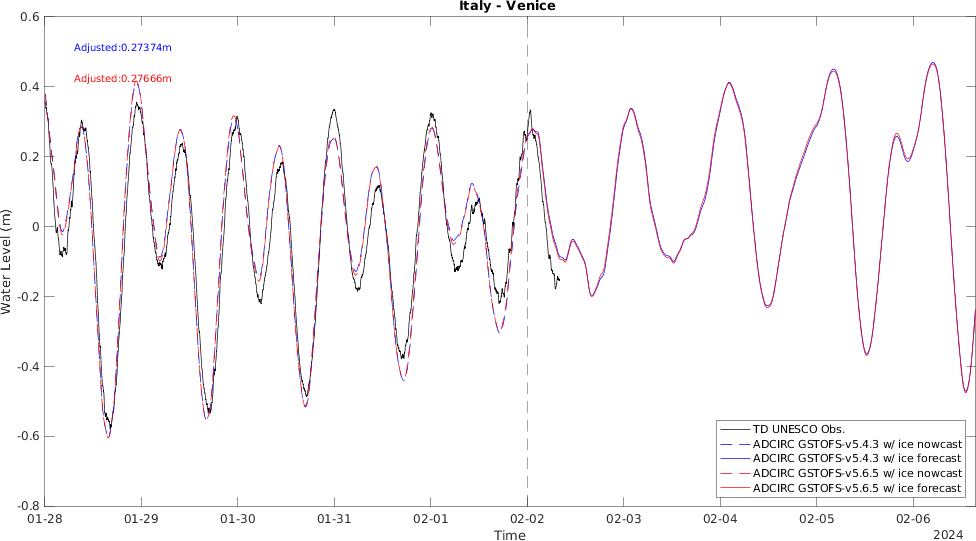 Italy - Venice
0.6
Adjusted:0.27374m
Adjusted:0.27666m
0.4
0.2
0
-0.2
-0.4
-0.6
-0.8
Water Level (m)
TD UNESCO Obs.
ADCIRC GSTOFS-v5.4.3 w/ ice nowcast
ADCIRC GSTOFS-v5.4.3 w/ ice forecast
ADCIRC GSTOFS-v5.6.5 w/ ice nowcast
ADCIRC GSTOFS-v5.6.5 w/ ice forecast
01-28 01-29 01-30 01-31 02-01 02-02 02-03 02-04 02-05 02-06
Time
2024